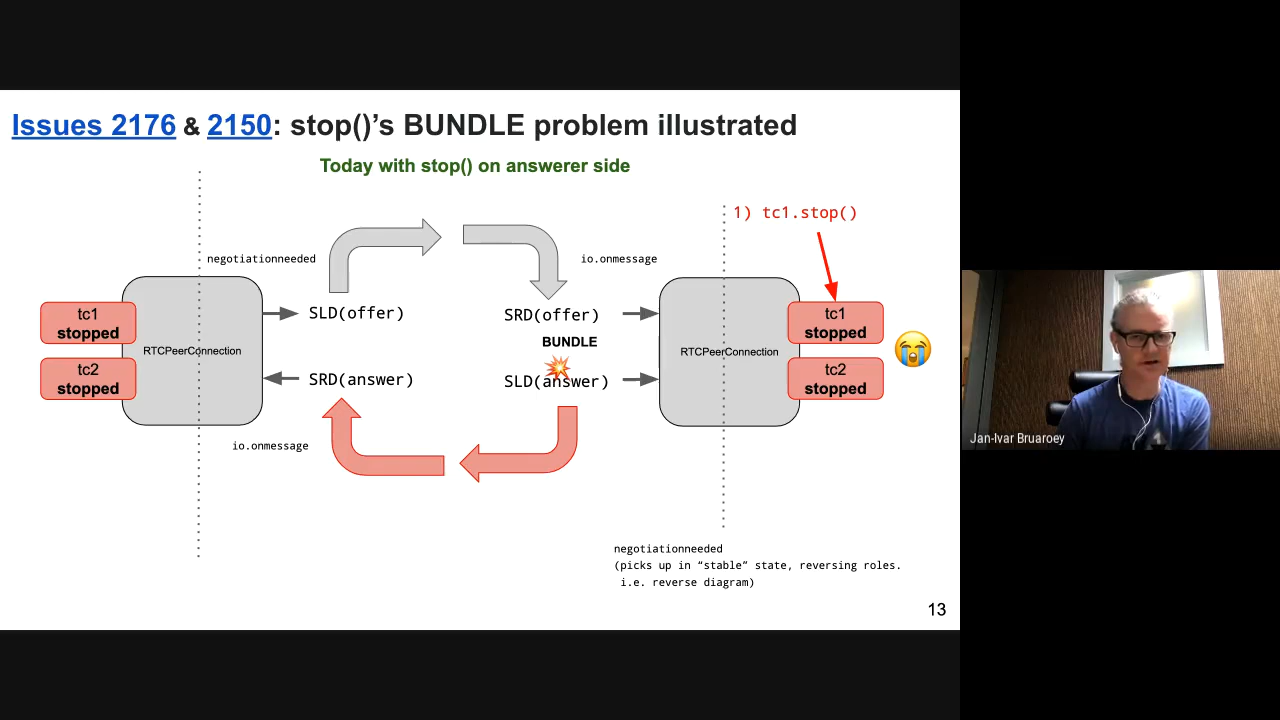 Issues 2176 & 2150: stop()’s BUNDLE problem illustrated
Today with stop() on answerer side
1) tc1.stop()
negotiationneeded
io.onmessage
tc1
stopped
tc2
stopped
RTCPeerConnection
SLD(offer)
SRD(answer)
SRD(offer)
BUNDLE
SLD(answer)
RTCPeerConnection
tc1
stopped
tc2
stopped
io.onmessage
negotiationneeded
(picks up in “stable” state, reversing roles.
i.e. reverse diagram)
13
Jan-Ivar Bruaroey